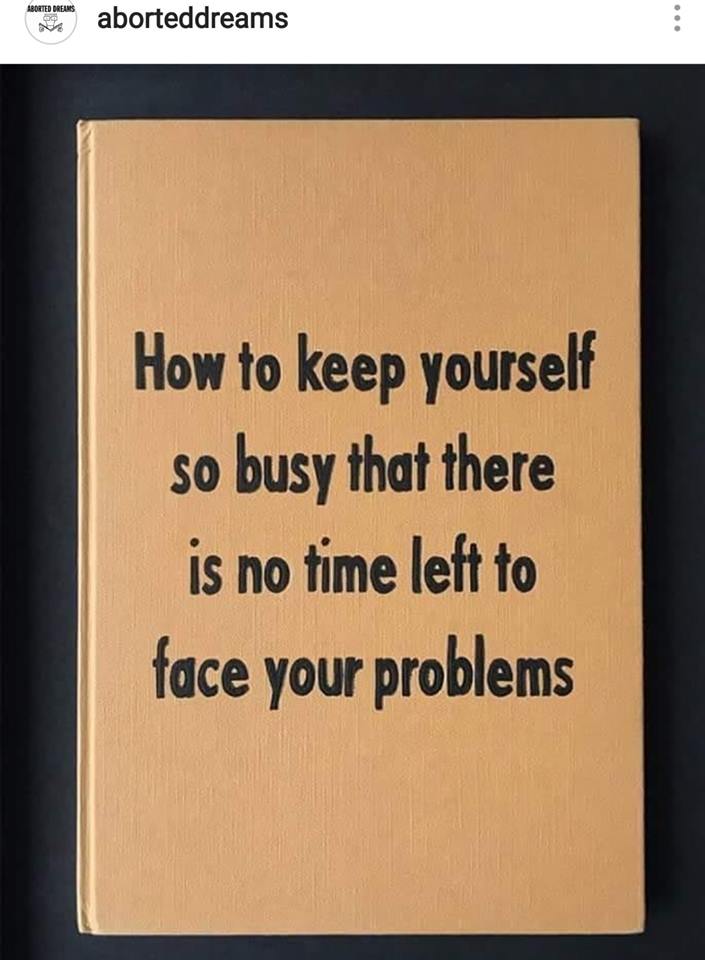 ABORTED DREAMS
aborteddreams
How to keep yourself
so busy that there
is no time left to
face your problems